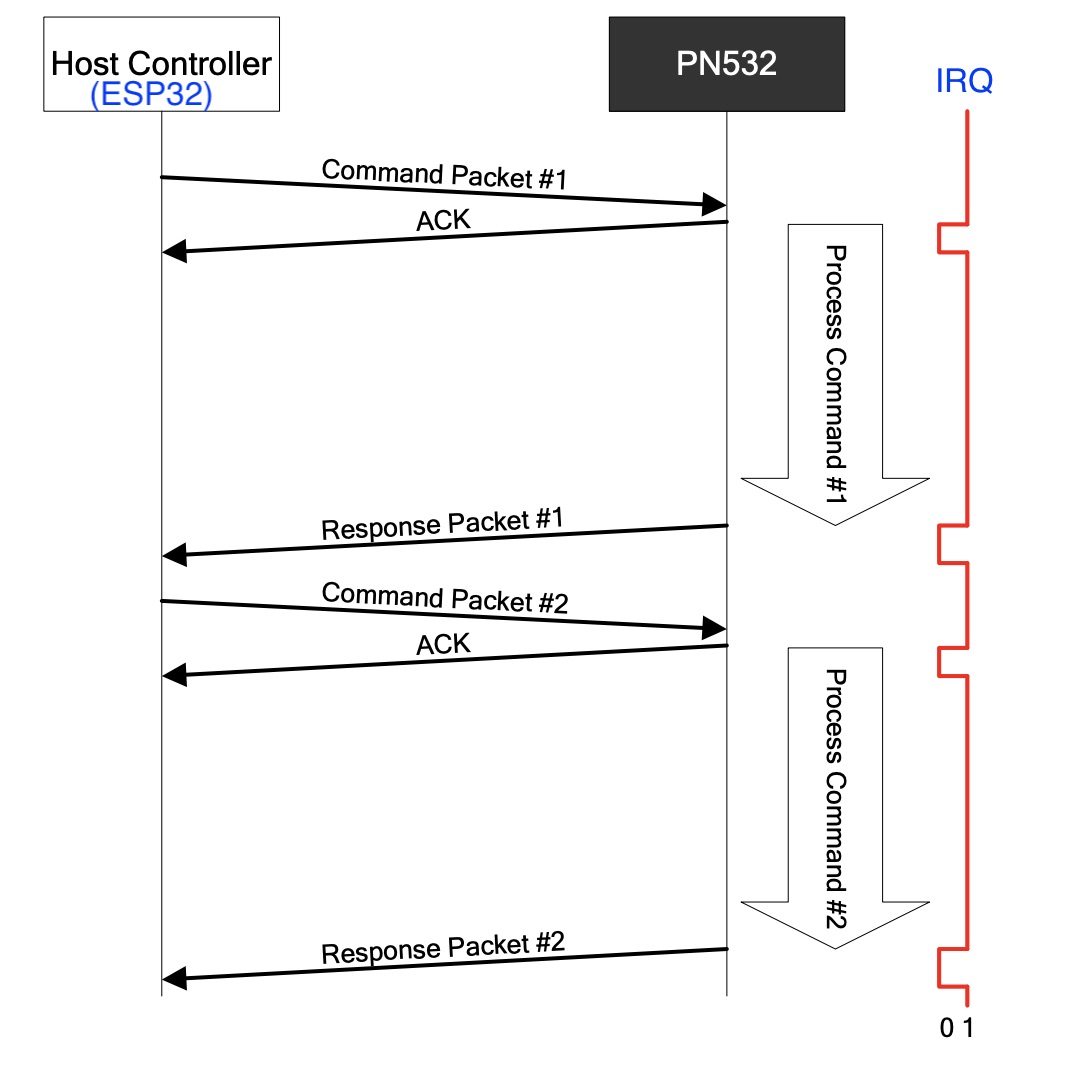 Host Controller
(ESP32)
PN532
IRQ
Command Packet #1
ACK
Process Command #1
Response Packet #1
Command Packet #2
ACK
Process Command #2
Response Packet #2
0 1